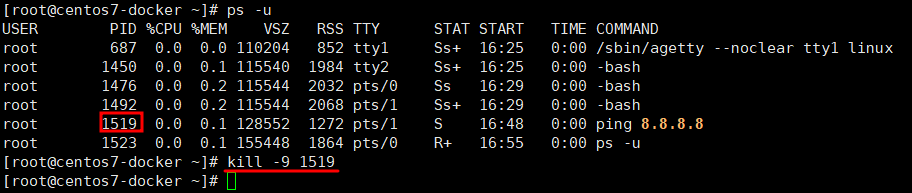 [root@centos7-docker ~]# ps -u
USER       PID %CPU %MEM    VSZ   RSS TTY      STAT START   TIME COMMAND
root       687  0.0  0.0 110204   852 tty1     Ss+  16:25   0:00 /sbin/agetty --noclear tty1 linux
root      1450  0.0  0.1 115540  1984 tty2     Ss+  16:25   0:00 -bash
root      1476  0.0  0.2 115544  2032 pts/0    Ss   16:29   0:00 -bash
root      1492  0.0  0.2 115544  2068 pts/1    Ss+  16:29   0:00 -bash
root      1519  0.0  0.1 128552  1272 pts/1    S    16:48   0:00 ping 8.8.8.8
root      1523  0.0  0.1 155448  1864 pts/0    R+   16:55   0:00 ps -u
[root@centos7-docker ~]# kill -9 1519
[root@centos7-docker ~]#